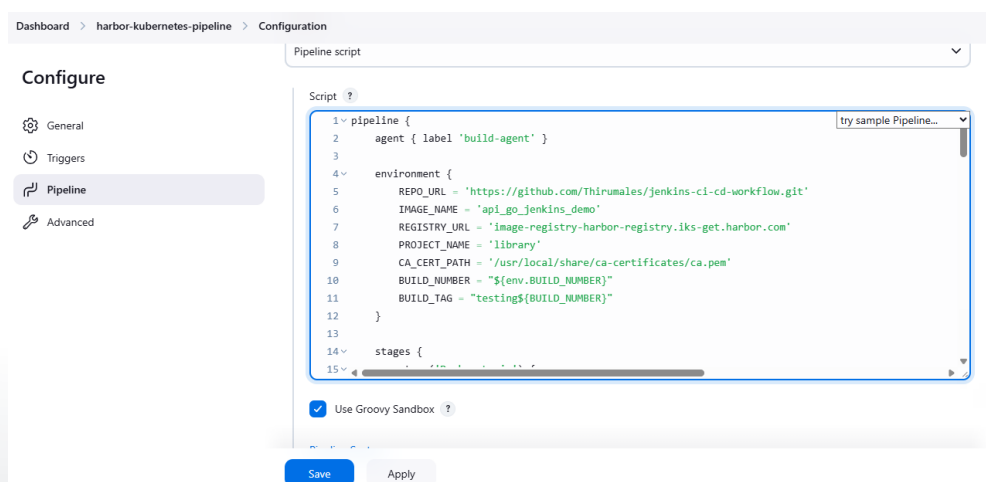 Dashboard > harbor-kubernetes-pipeline > Configuration
Configure
General
Triggers
Pipeline
Advanced
Pipeline script
Script ?
try sample Pipeline...
1 pipeline {
2 agent { label 'build-agent' }
3
4 environment {
5 REPO_URL = 'https://github.com/Thirumales/jenkins-ci-cd-workflow.git'
6 IMAGE_NAME = 'api_go_jenkins_demo'
7 REGISTRY_URL = 'image-registry-harbor-registry.iks-get.harbor.com'
8 PROJECT_NAME = 'library'
9 CA_CERT_PATH = '/usr/local/share/ca-certificates/ca.pem'
10 BUILD_NUMBER = "${env.BUILD_NUMBER}"
11 BUILD_TAG = "testing${BUILD_NUMBER}"
12 }
13
14 stages {
15
Use Groovy Sandbox ?
Save
Apply